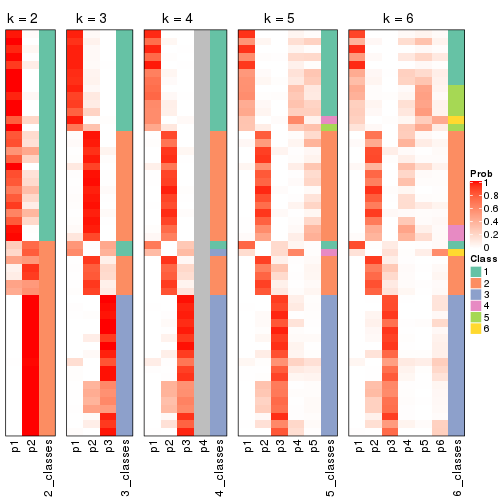 k = 2
k = 3
k = 4
k = 5
k = 6
p1
p2
2_classes
p1
p2
p3
3_classes
p1
p2
p3
p4
4_classes
p1
p2
p3
p4
p5
5_classes
p1
p2
p3
p4
p5
p6
6_classes
Prob
1
0.8
0.6
0.4
0.2
0
Class
1
2
3
4
5
6